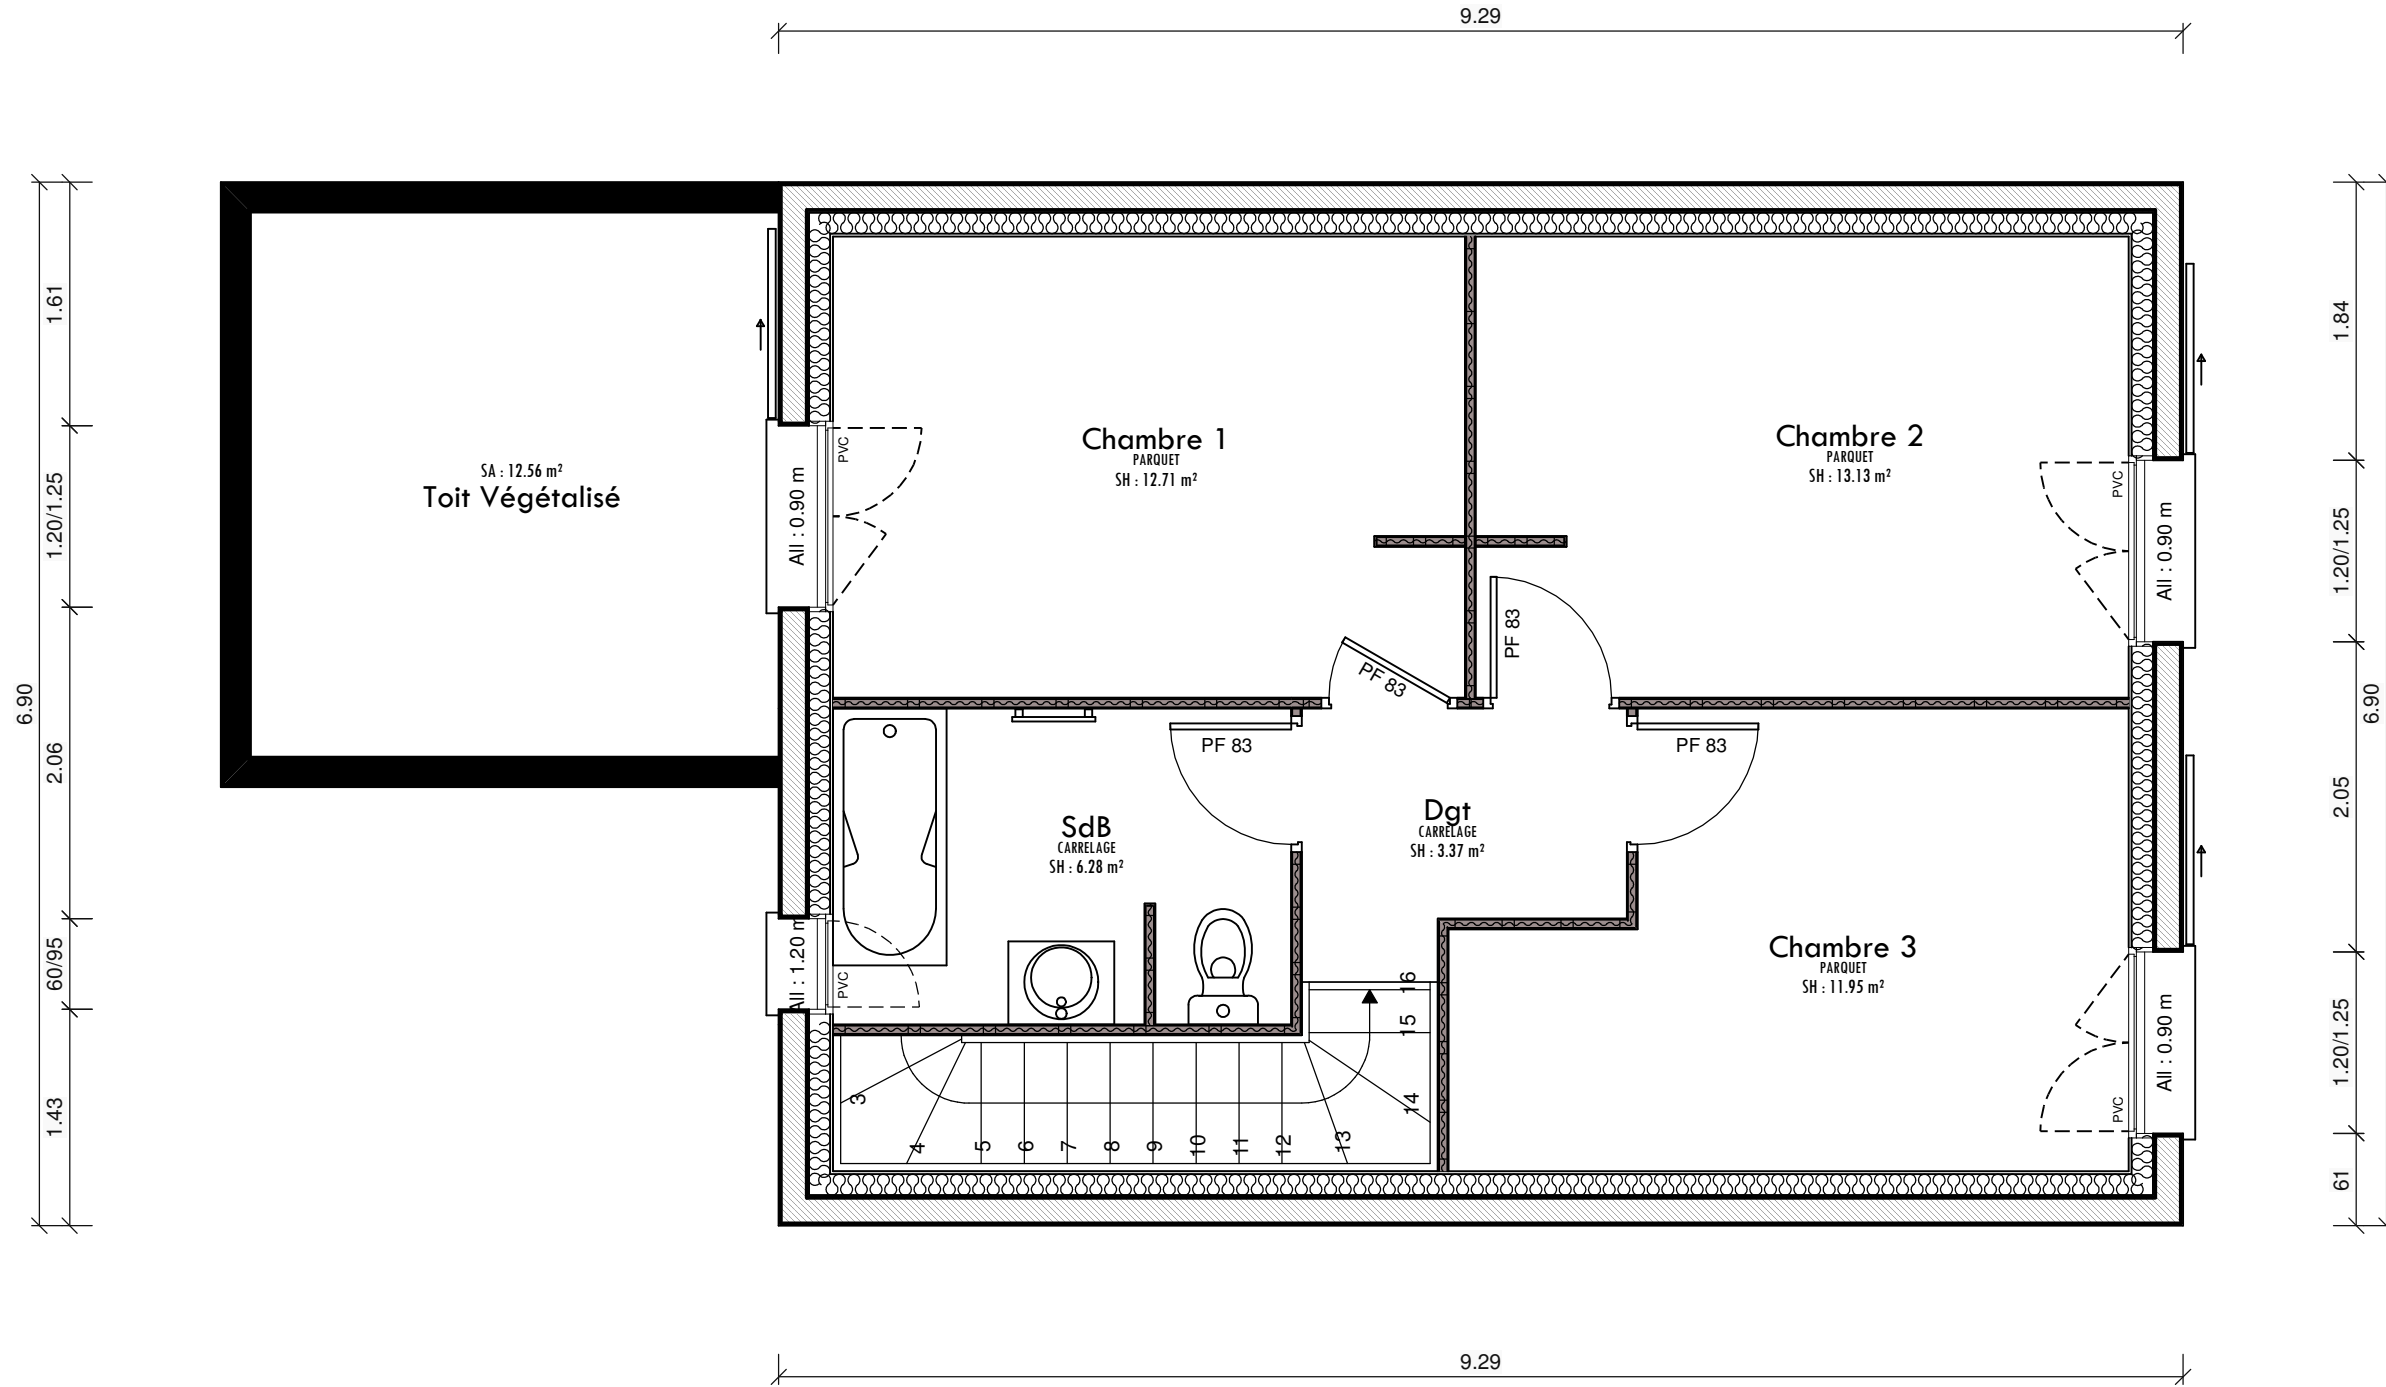 9.29
6.90
1.61
1.20/1.25
2.06
60/95
1.43
SA : 12.56 m²
Toit Végétalisé
All : 0.90 m
PVC
Chambre 1
PARQUET
SH : 12.71 m²
PF 83
Chambre 2
PARQUET
SH : 13.13 m²
PF 83
PVC
All : 0.90 m
1.84
1.20/1.25
2.05
1.20/1.25
61
6.90
PF 83
SdB
CARRELAGE
SH : 6.28 m²
All : 1.20 m
PVC
Dgt
CARRELAGE
SH : 3.37 m²
PF 83
Chambre 3
PARQUET
SH : 11.95 m²
PVC
All : 0.90 m
3
4
5
6
7
8
9
10
11
12
13
14
15
16
9.29